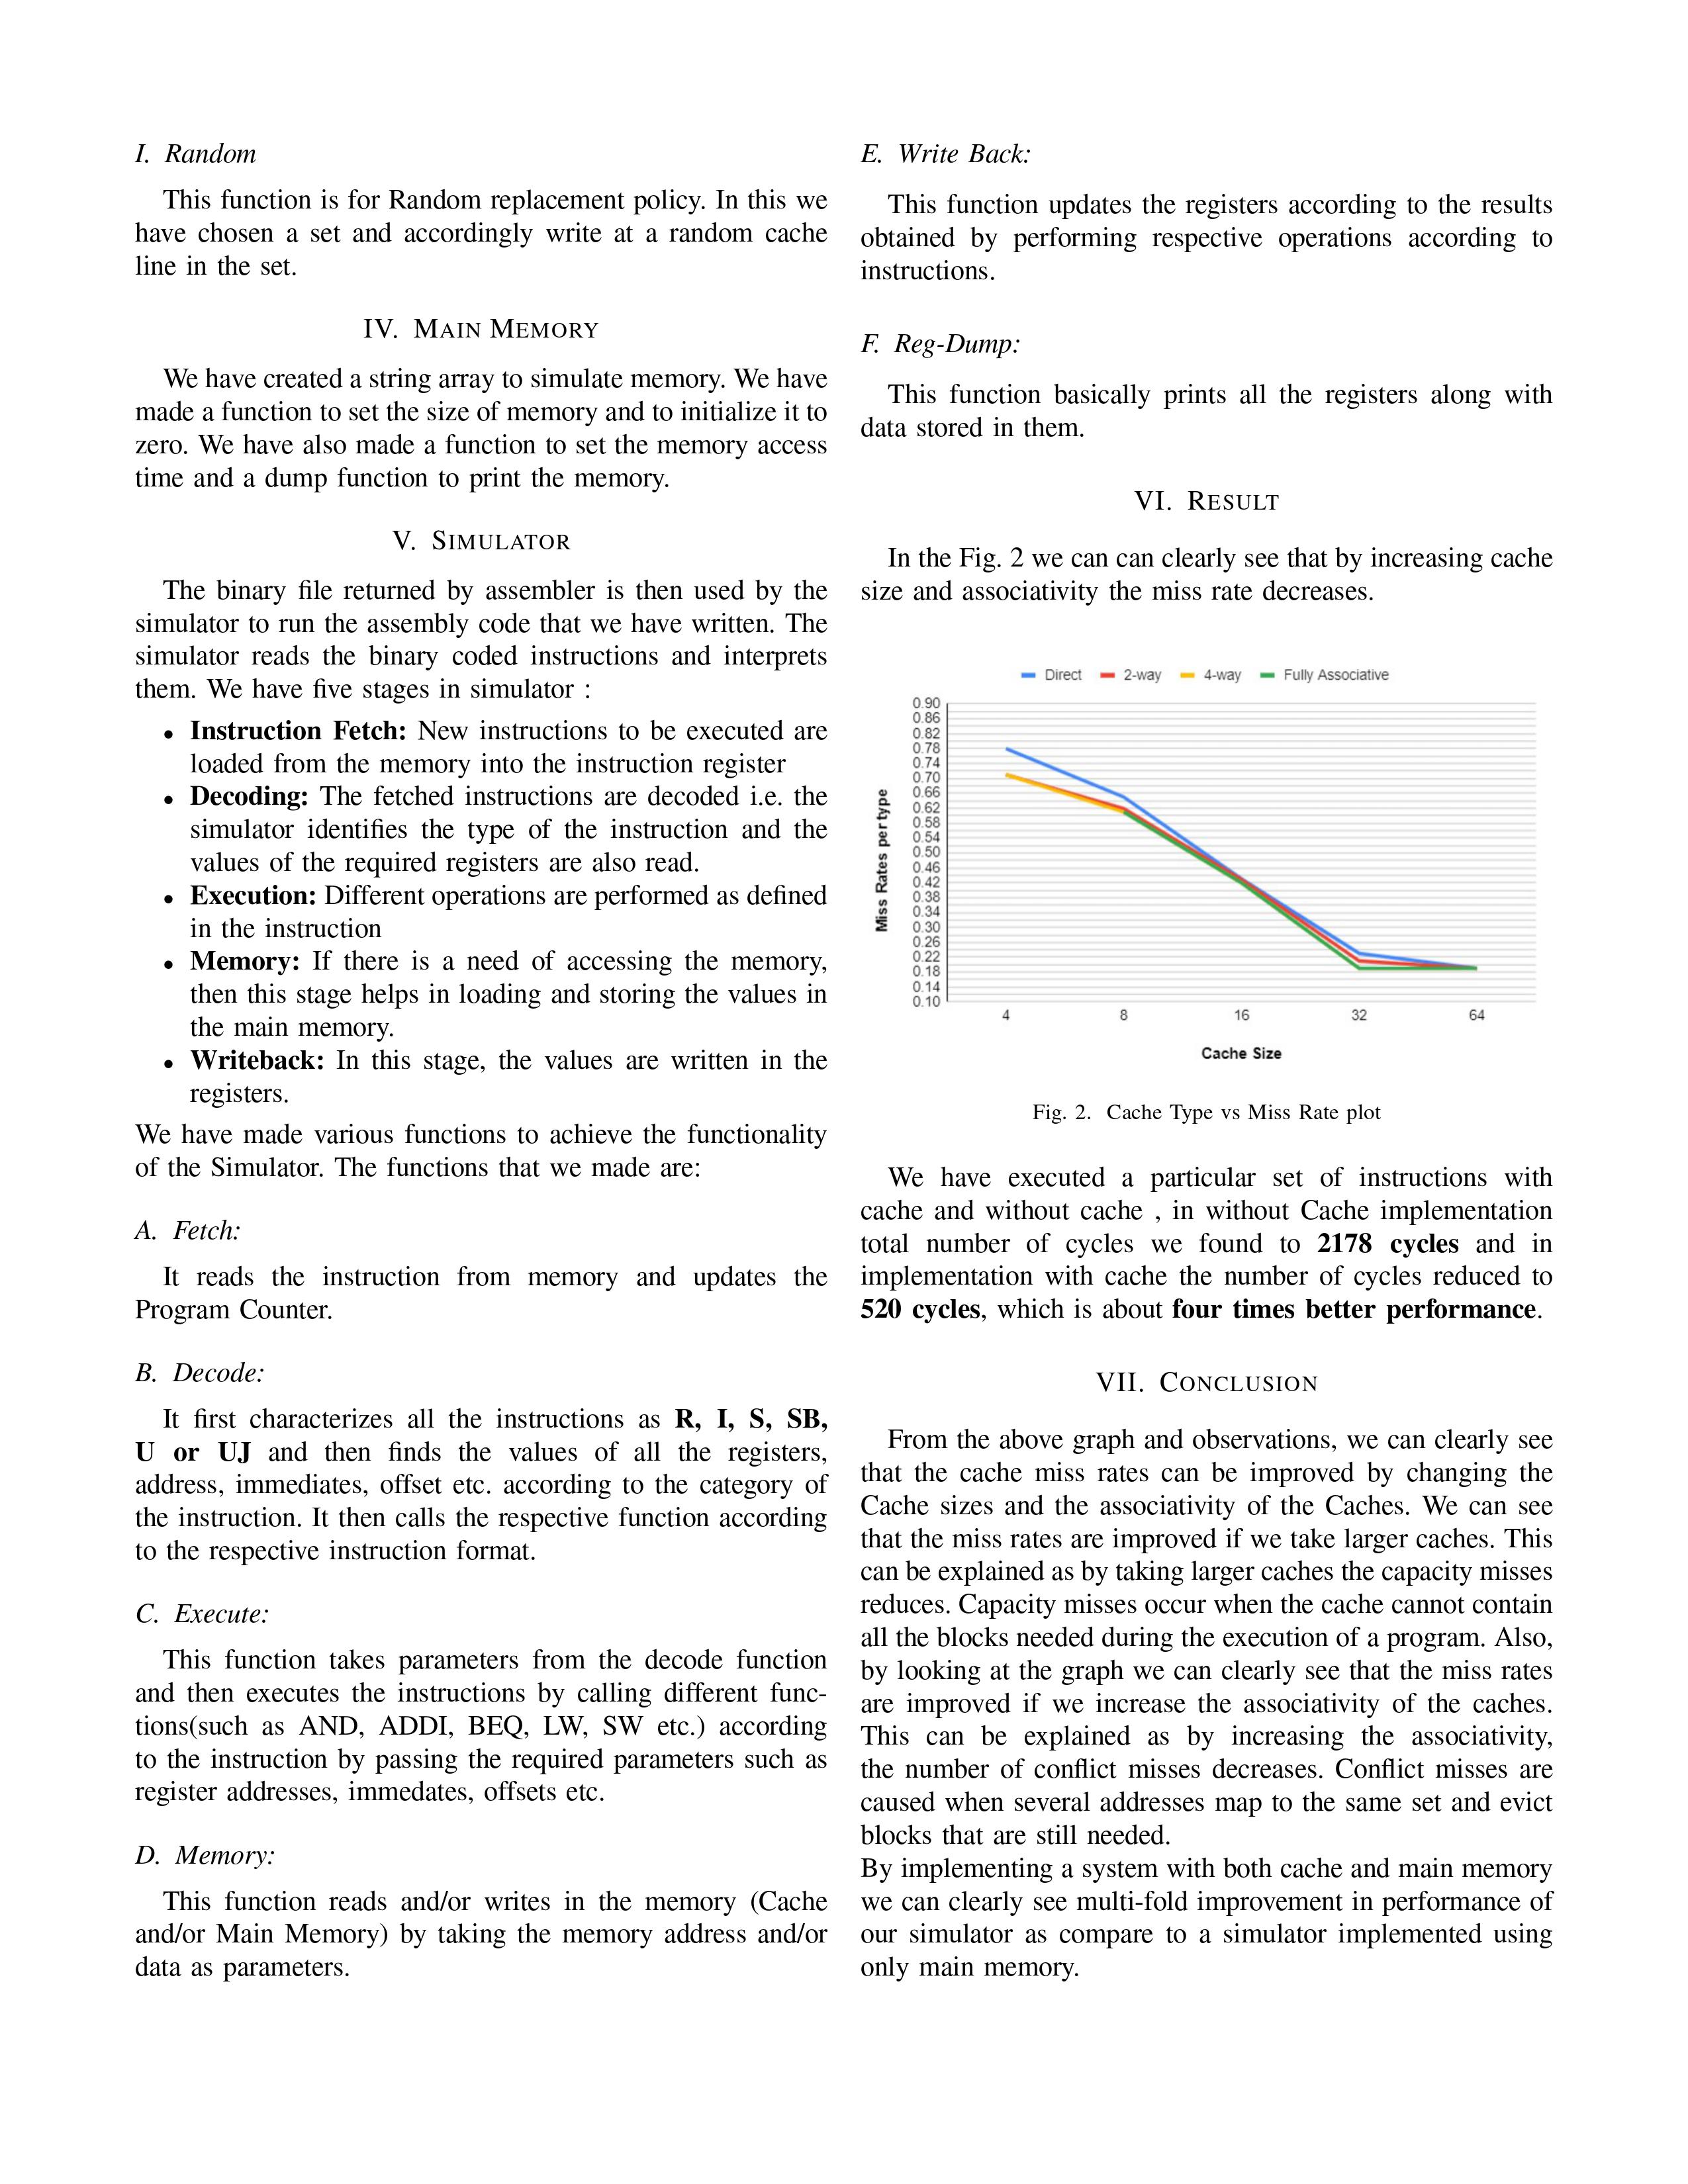 I. Random
This function is for Random replacement policy. In this we
have chosen a set and accordingly write at a random cache
line in the set.
IV. MAIN MEMORY
We have created a string array to simulate memory. We have
made a function to set the size of memory and to initialize it to
zero. We have also made a function to set the memory access
time and a dump function to print the memory.
V. SIMULATOR
The binary file returned by assembler is then used by the
simulator to run the assembly code that we have written. The
simulator reads the binary coded instructions and interprets
them. We have five stages in simulator :
• Instruction Fetch: New instructions to be executed are
loaded from the memory into the instruction register
• Decoding: The fetched instructions are decoded i.e. the
simulator identifies the type of the instruction and the
values of the required registers are also read.
• Execution: Different operations are performed as defined
in the instruction
• Memory: If there is a need of accessing the memory,
then this stage helps in loading and storing the values in
the main memory.
• Writeback: In this stage, the values are written in the
registers.
We have made various functions to achieve the functionality
of the Simulator. The functions that we made are:
A. Fetch:
It reads the instruction from memory and updates the
Program Counter.
B. Decode:
It first characterizes all the instructions as R, I, S, SB,
U or UJ and then finds the values of all the registers,
address, immediates, offset etc. according to the category of
the instruction. It then calls the respective function according
to the respective instruction format.
C. Execute:
This function takes parameters from the decode function
and then executes the instructions by calling different func-
tions(such as AND, ADDI, BEQ, LW, SW etc.) according
to the instruction by passing the required parameters such as
register addresses, immedates, offsets etc.
D. Memory:
This function reads and/or writes in the memory (Cache
and/or Main Memory) by taking the memory address and/or
data as parameters.
E. Write Back:
This function updates the registers according to the results
obtained by performing respective operations according to
instructions.
F. Reg-Dump:
This function basically prints all the registers along with
data stored in them.
VI. RESULT
In the Fig. 2 we can can clearly see that by increasing cache
size and associativity the miss rate decreases.
Direct 2-way 4-way Fully Associative
0.90
0.86
0.82
0.78
0.74
0.70
0.66
0.62
0.58
0.54
0.50
0.46
0.42
0.38
0.34
0.30
0.26
0.22
0.18
0.14
0.10
Miss Rates per type
4 8 16 32 64
Cache Size
Fig. 2. Cache Type vs Miss Rate plot
We have executed a particular set of instructions with
cache and without cache , in without Cache implementation
total number of cycles we found to 2178 cycles and in
implementation with cache the number of cycles reduced to
520 cycles, which is about four times better performance.
VII. CONCLUSION
From the above graph and observations, we can clearly see
that the cache miss rates can be improved by changing the
Cache sizes and the associativity of the Caches. We can see
that the miss rates are improved if we take larger caches. This
can be explained as by taking larger caches the capacity misses
reduces. Capacity misses occur when the cache cannot contain
all the blocks needed during the execution of a program. Also,
by looking at the graph we can clearly see that the miss rates
are improved if we increase the associativity of the caches.
This can be explained as by increasing the associativity,
the number of conflict misses decreases. Conflict misses are
caused when several addresses map to the same set and evict
blocks that are still needed.
By implementing a system with both cache and main memory
we can clearly see multi-fold improvement in performance of
our simulator as compare to a simulator implemented using
only main memory.